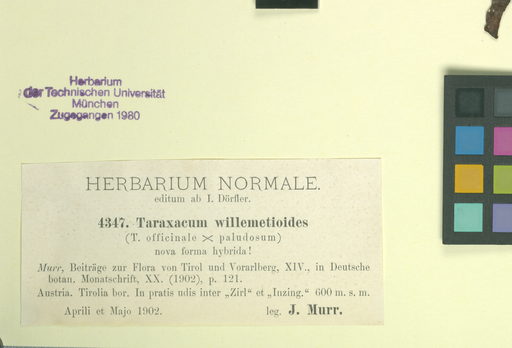 Herbarium
der Technischen Universität
München
Zugegangen 1980
HERBARIUM NORMALE.
editum ab I. Dörfler.
4347. Taraxacum willemetioides
(T. officinale × paludosum)
nova forma hybrida!
Murr, Beiträge zur Flora von Tirol und Vorarlberg, XIV., in Deutsche
botan. Monatschrift, XX. (1902), p. 121.
Austria. Tirolia bor. In pratis udis inter „Zirl“ et „Inzing.“ 600 m. s. m.
Aprili et Majo 1902. leg. J. Murr.